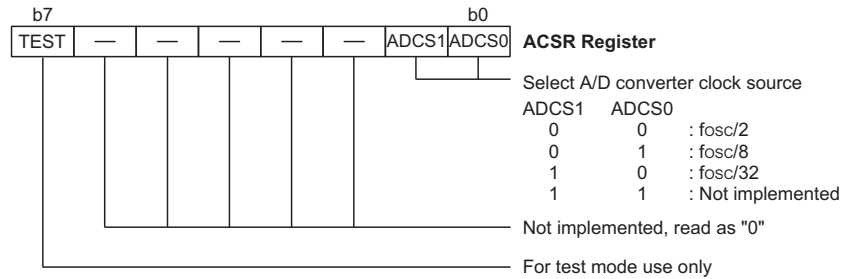 b7 b0
TEST — — — — — ADCS1 ADCS0 ACSR Register
Select A/D converter clock source
ADCS1 ADCS0
0 0 : fosc/2
0 1 : fosc/8
1 0 : fosc/32
1 1 : Not implemented
Not implemented, read as "0"
For test mode use only